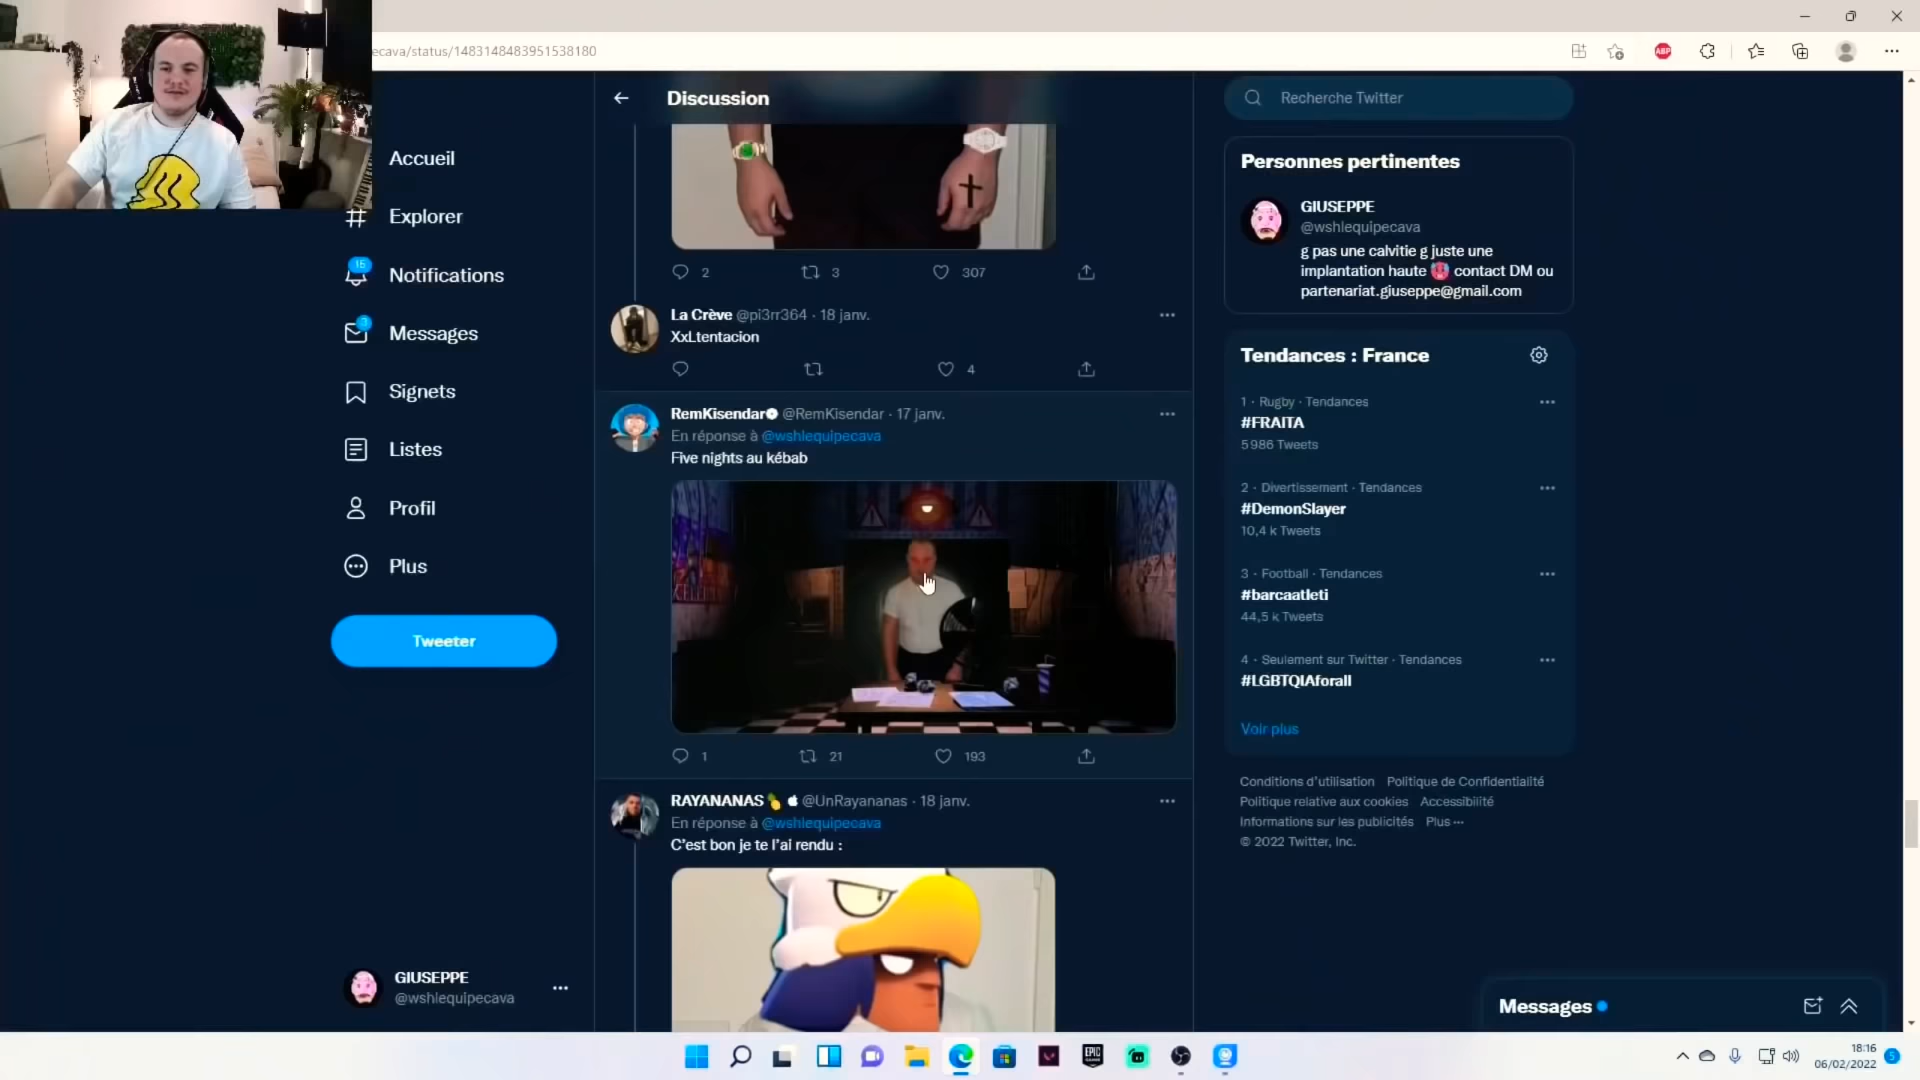 ecava/status/1483148483951538180
ABP
Discussion
Recherche Twitter
Accueil
Explorer
15
Notifications
3
Messages
Signets
Listes
Profil
Plus
Tweeter
GIUSEPPE
@wshlequipecava
2 3 307
La Crève @pi3rr364 · 18 janv.
XxLtentacion
4
RemKisendar @RemKisendar · 17 janv.
En réponse à @wshlequipecava
Five nights au kébab
1 21 193
RAYANANAS @UnRayananas · 18 janv.
En réponse à @wshlequipecava
C'est bon je te l'ai rendu :
Personnes pertinentes
GIUSEPPE
@wshlequipecava
g pas une calvitie g juste une
implantation haute contact DM ou
partenariat.giuseppe@gmail.com
Tendances : France
1 · Rugby · Tendances
#FRAITA
5 986 Tweets
2 · Divertissement · Tendances
#DemonSlayer
10,4 k Tweets
3 · Football · Tendances
#barcaatleti
44,5 k Tweets
4 · Seulement sur Twitter · Tendances
#LGBTQIAforall
Voir plus
Conditions d'utilisation Politique de Confidentialité
Politique relative aux cookies Accessibilité
Informations sur les publicités Plus ···
© 2022 Twitter, Inc.
Messages
EPIC
18:16
06/02/2022
5